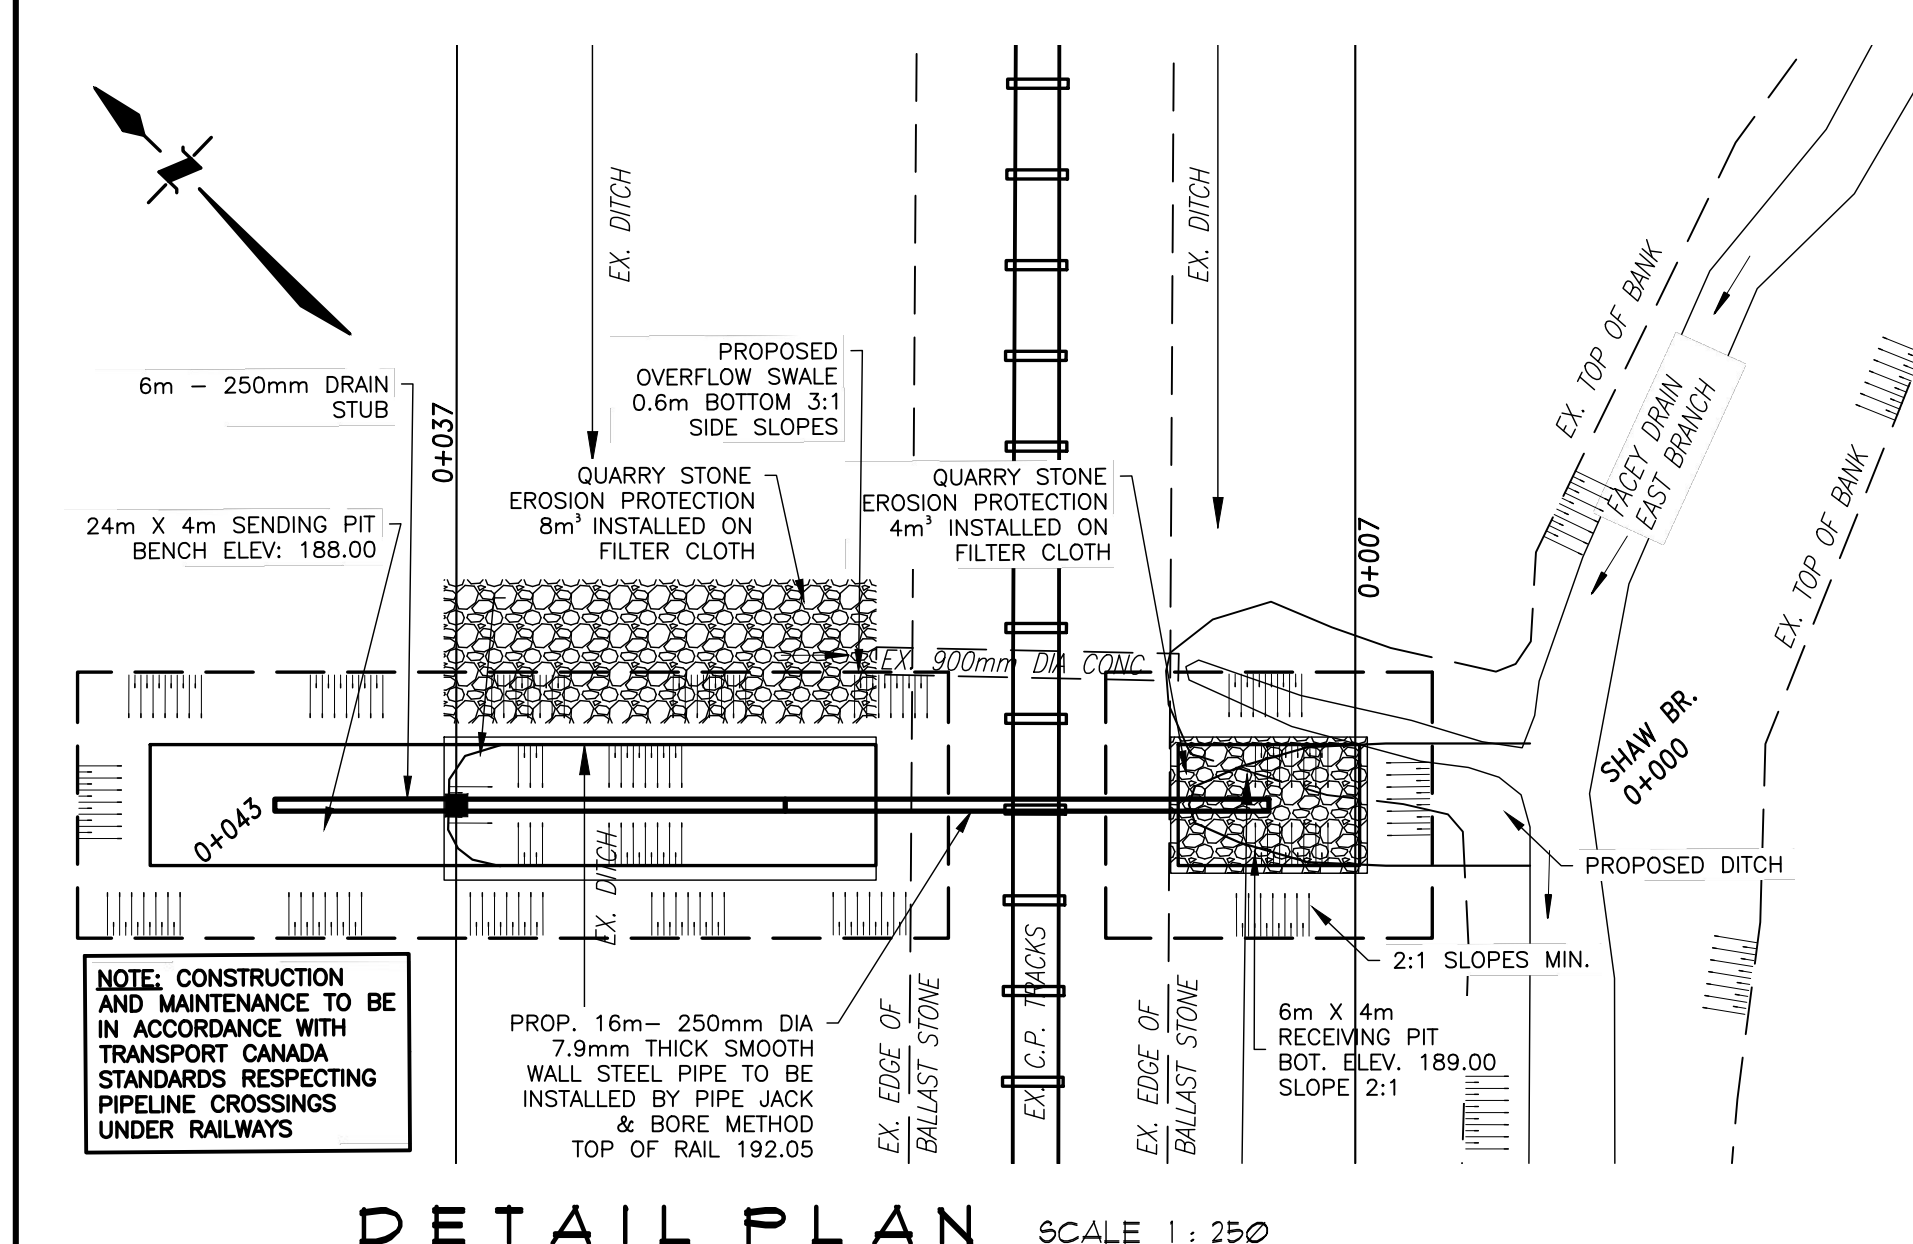 EX. DITCH
EX. DITCH
EX. TOP OF BANK
6m - 250mm DRAIN
STUB
0+037
PROPOSED
OVERFLOW SWALE
0.6m BOTTOM 3:1
SIDE SLOPES
FACEY DRAIN
EAST BRANCH
24m X 4m SENDING PIT
BENCH ELEV: 188.00
QUARRY STONE
EROSION PROTECTION
8m³ INSTALLED ON
FILTER CLOTH
QUARRY STONE
EROSION PROTECTION
4m³ INSTALLED ON
FILTER CLOTH
0+007
EX. TOP OF BANK
EX. 900mm DIA CONC.
SHAW BR.
0+000
0+043
EX. DITCH
PROPOSED DITCH
2:1 SLOPES MIN.
NOTE: CONSTRUCTION
AND MAINTENANCE TO BE
IN ACCORDANCE WITH
TRANSPORT CANADA
STANDARDS RESPECTING
PIPELINE CROSSINGS
UNDER RAILWAYS
PROP. 16m- 250mm DIA
7.9mm THICK SMOOTH
WALL STEEL PIPE TO BE
INSTALLED BY PIPE JACK
& BORE METHOD
TOP OF RAIL 192.05
EX. EDGE OF
BALLAST STONE
EX. C.P. TRACKS
EX. EDGE OF
BALLAST STONE
6m X 4m
RECEIVING PIT
BOT. ELEV. 189.00
SLOPE 2:1
DETAIL PLAN
SCALE 1 : 250